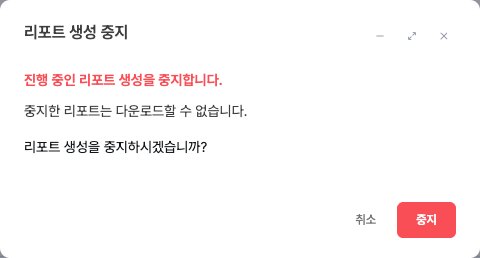 리포트 생성 중지
진행 중인 리포트 생성을 중지합니다.
중지한 리포트는 다운로드할 수 없습니다.
리포트 생성을 중지하시겠습니까?
취소
중지